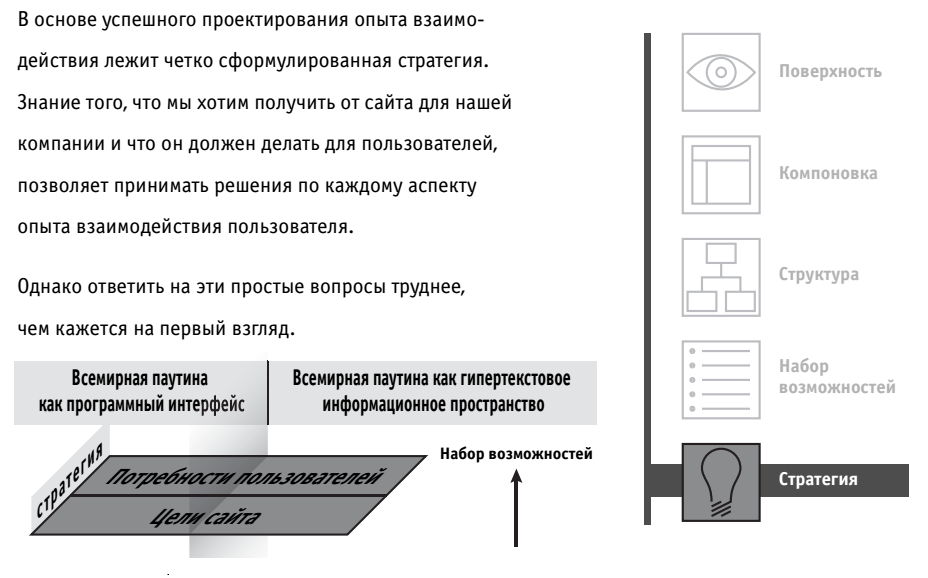 В основе успешного проектирования опыта взаимо-
действия лежит четко сформулированная стратегия.
Знание того, что мы хотим получить от сайта для нашей
компании и что он должен делать для пользователей,
позволяет принимать решения по каждому аспекту
опыта взаимодействия пользователя.
Однако ответить на эти простые вопросы труднее,
чем кажется на первый взгляд.
Всемирная паутина
как программный интерфейс
Всемирная паутина как гипертекстовое
информационное пространство
стратегия
Потребности пользователей
Цели сайта
Набор возможностей
Поверхность
Компоновка
Структура
Набор
возможностей
Стратегия